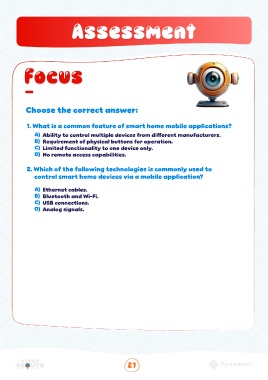 Assessment
Focus
Choose the correct answer:
1. What is a common feature of smart home mobile applications?
A) Ability to control multiple devices from different manufacturers.
B) Requirement of physical buttons for operation.
C) Limited functionality to one device only.
D) No remote access capabilities.
2. Which of the following technologies is commonly used to
control smart home devices via a mobile application?
A) Ethernet cables.
B) Bluetooth and Wi-Fi.
C) USB connections.
D) Analog signals.
21